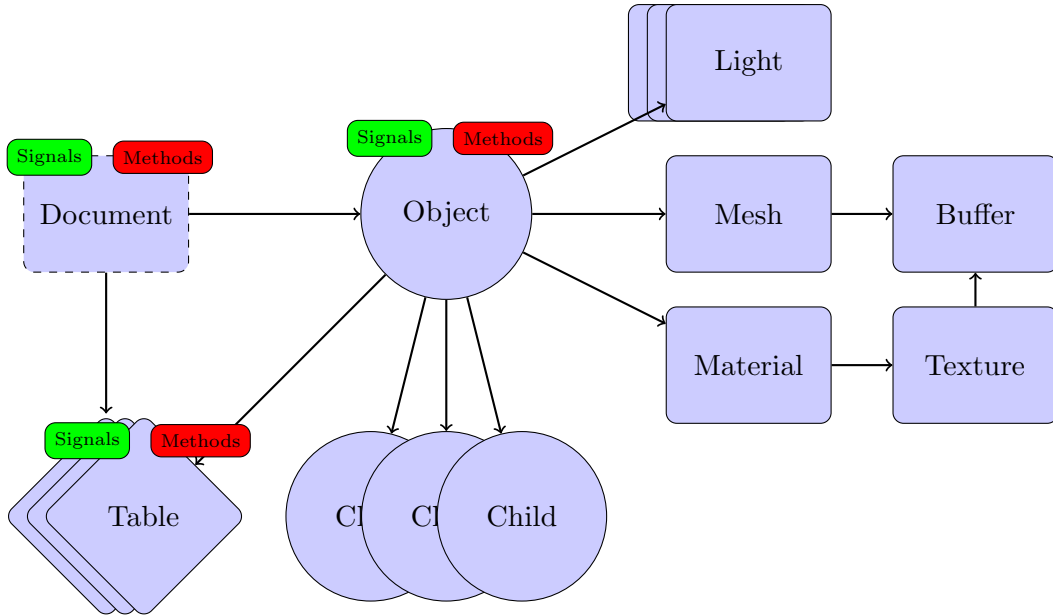 Light
Signals
Methods
Signals
Methods
Document
Object
Mesh
Buffer
Material
Texture
Signals
Methods
Table
Child